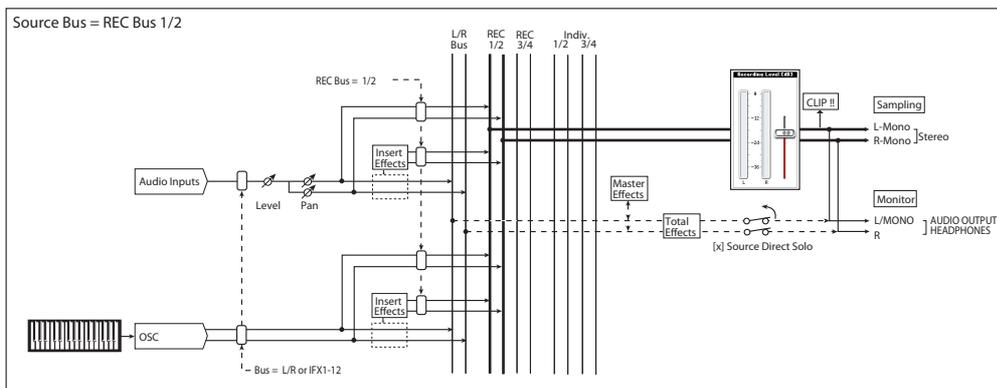 Source Bus = REC Bus 1/2
L/R
Bus
REC
1/2
REC
3/4
Indiv.
1/2 3/4
REC Bus = 1/2
Recording Level [dB]
CLIP !!
Sampling
L-Mono
R-Mono
Stereo
Insert
Effects
Audio Inputs
Level
Pan
Master
Effects
Monitor
Total
Effects
L/MONO
R
AUDIO OUTPUT
HEADPHONES
[x] Source Direct Solo
Insert
Effects
OSC
Bus = L/R or IFX1-12
L R